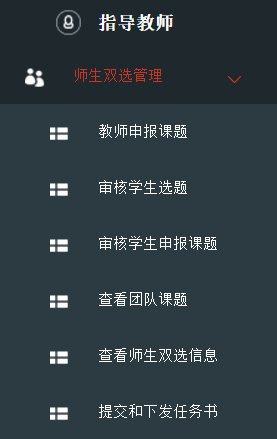 指导教师
师生双选管理
教师申报课题
审核学生选题
审核学生申报课题
查看团队课题
查看师生双选信息
提交和下发任务书